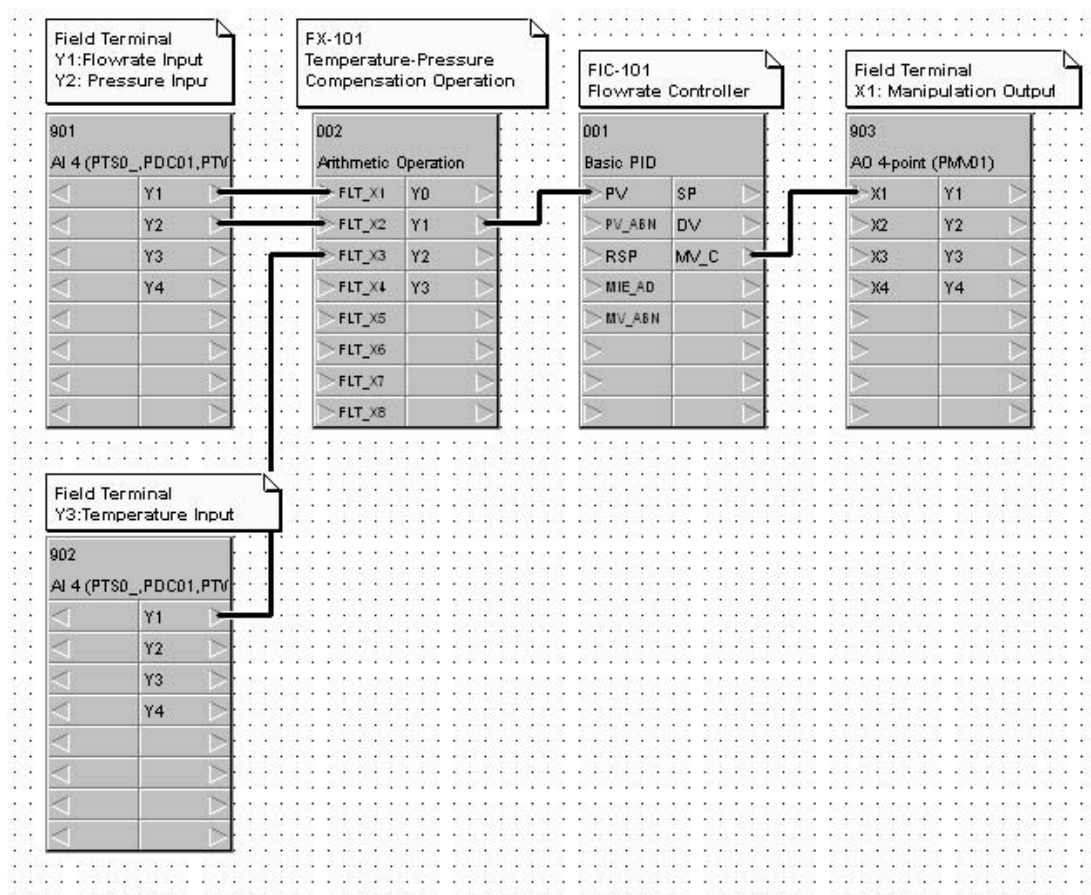 Field Terminal
Y1:Flowrate Input
Y2: Pressure Inpu
FX-101
Temperature-Pressure
Compensation Operation
FIC-101
Flowrate Controller
Field Terminal
X1: Manipulation Output
901
AI 4 (PTS0_,PDC01,PTW
Y1
Y2
Y3
Y4
002
Arithmetic Operation
FLT_X1 Y0
FLT_X2 Y1
FLT_X3 Y2
FLT_X4 Y3
FLT_X5
FLT_X6
FLT_X7
FLT_X8
001
Basic PID
PV SP
PV_ABN DV
RSP MV_C
MIE_AD
MV_ABN
903
AO 4-point (PMV01)
X1 Y1
X2 Y2
X3 Y3
X4 Y4
Field Terminal
Y3:Temperature Input
902
AI 4 (PTS0_,PDC01,PTW
Y1
Y2
Y3
Y4